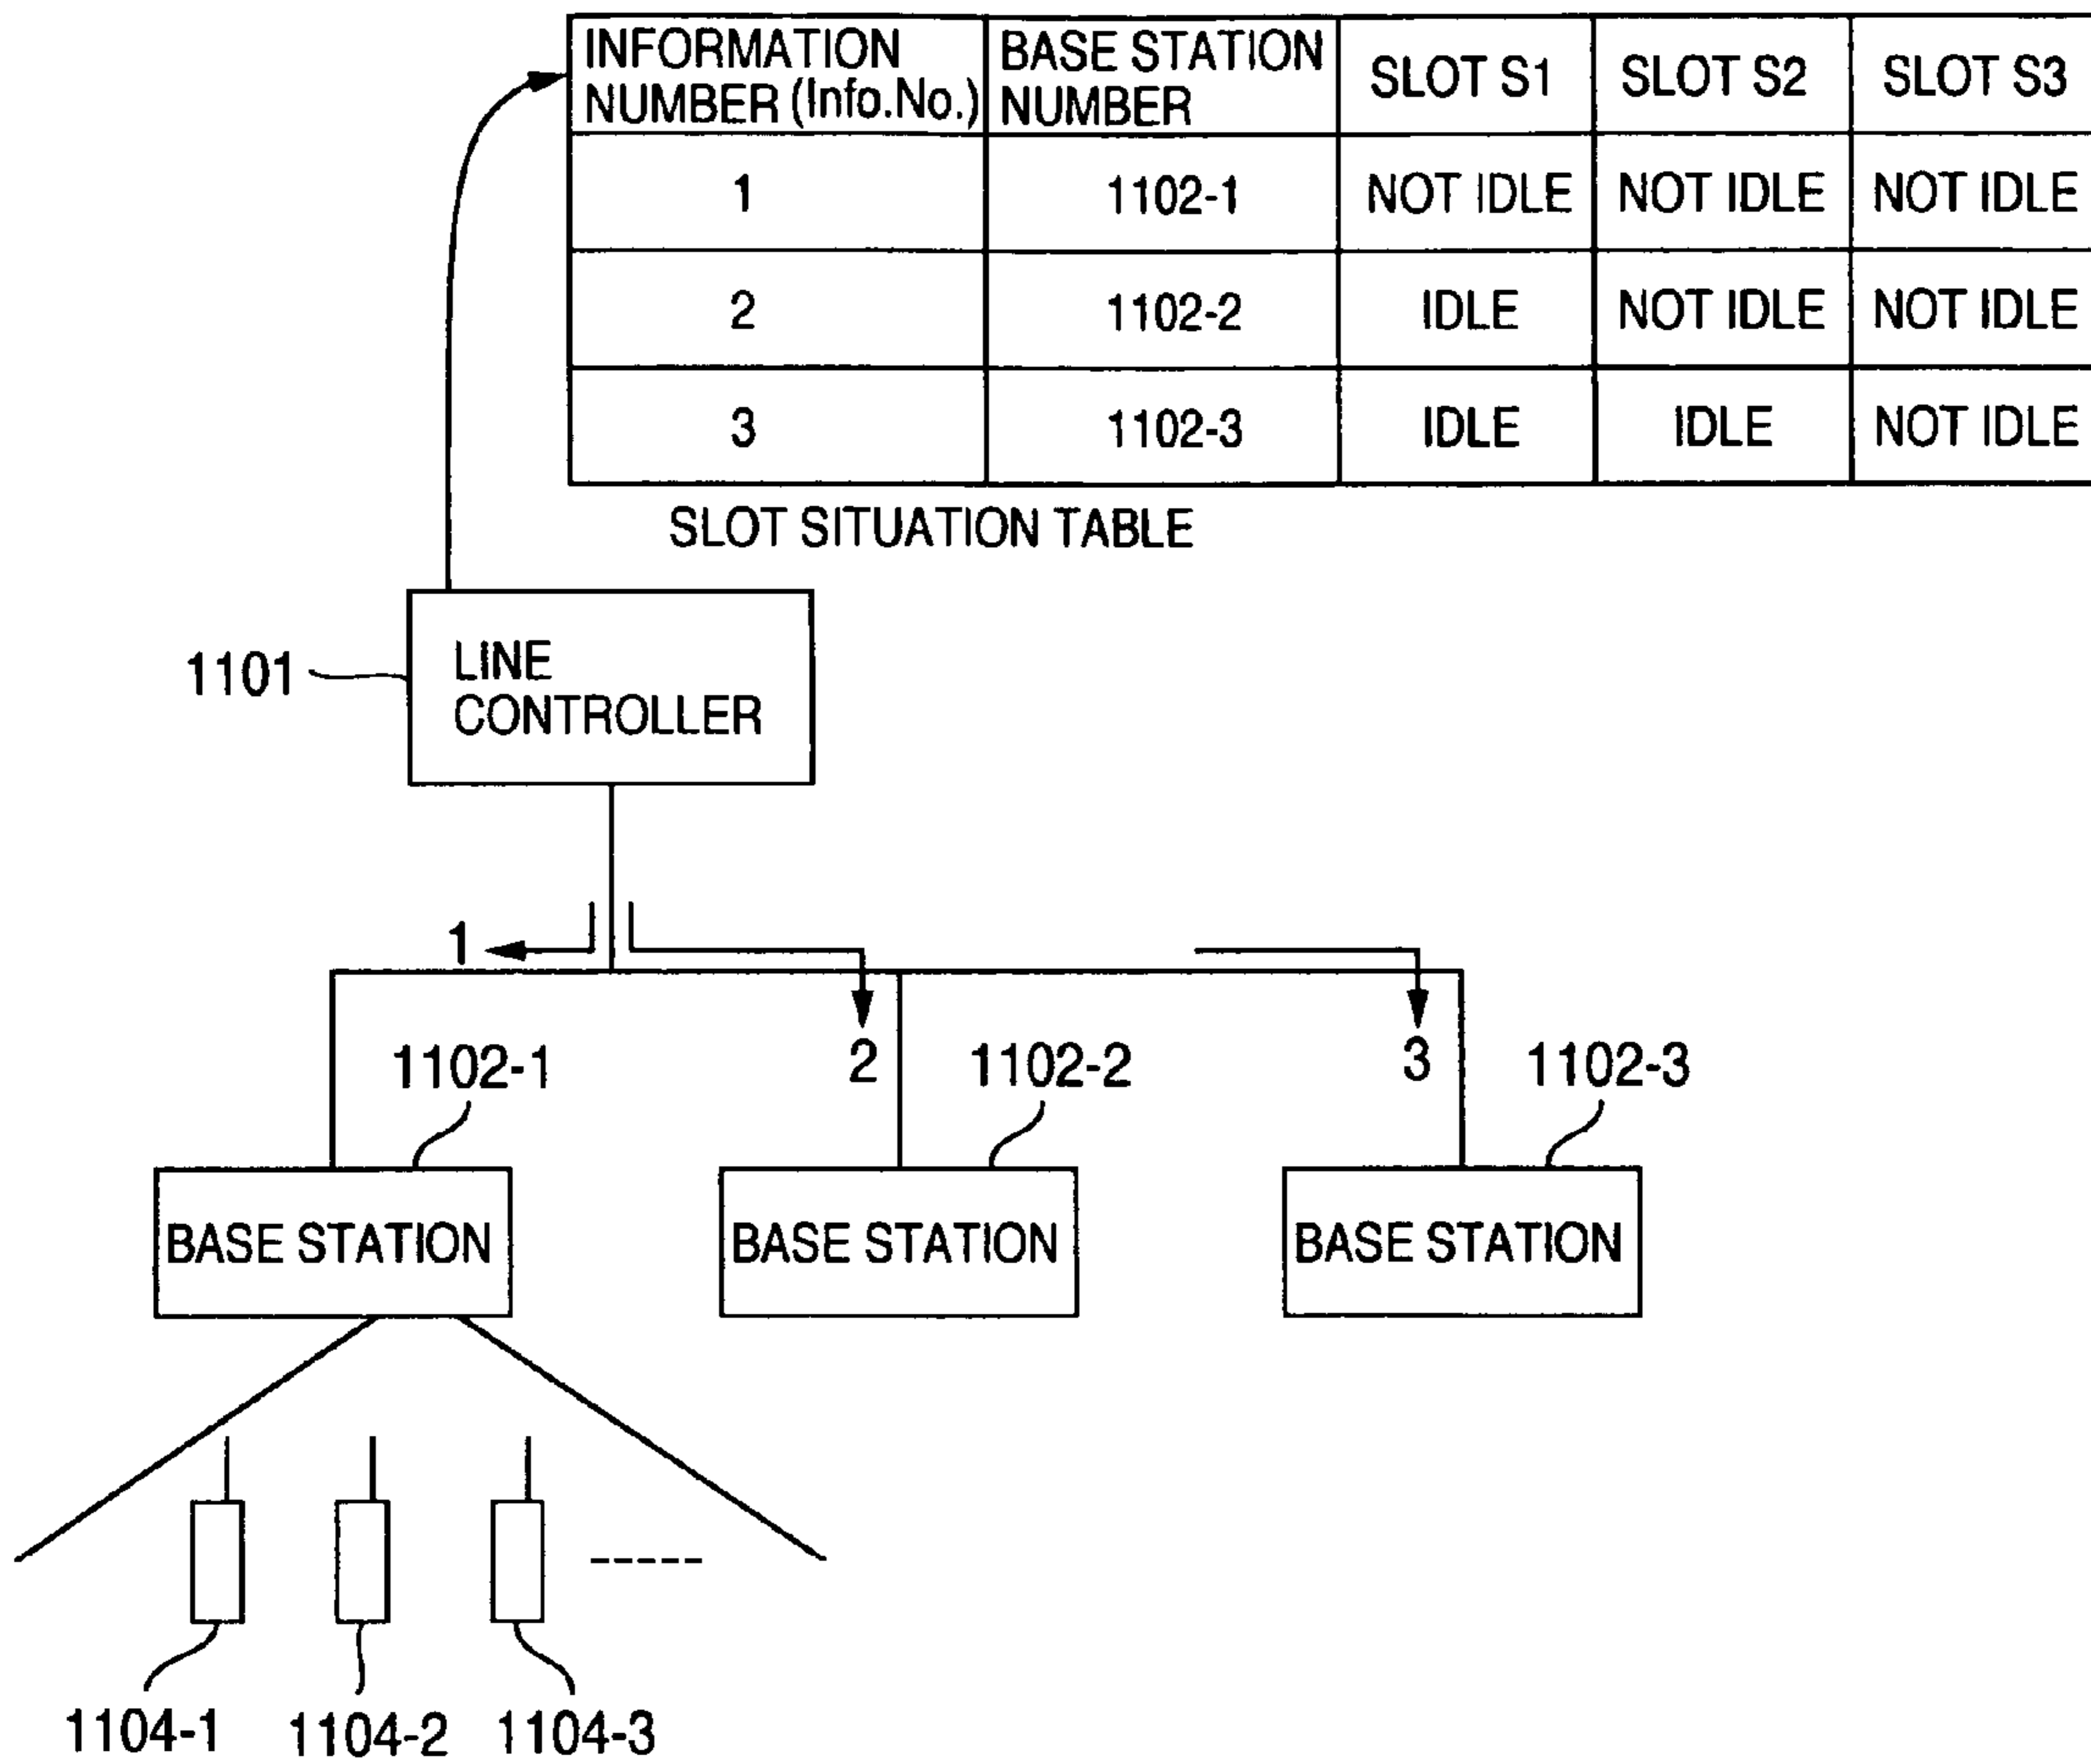 INFORMATION NUMBER (Info.No.) BASE STATION NUMBER SLOT S1 SLOT S2 SLOT S3
1 1102-1 NOT IDLE NOT IDLE NOT IDLE
2 1102-2 IDLE NOT IDLE NOT IDLE
3 1102-3 IDLE IDLE NOT IDLE
SLOT SITUATION TABLE
1101
LINE
CONTROLLER
1
2
3
1102-1
1102-2
1102-3
BASE STATION
BASE STATION
BASE STATION
1104-1
1104-2
1104-3